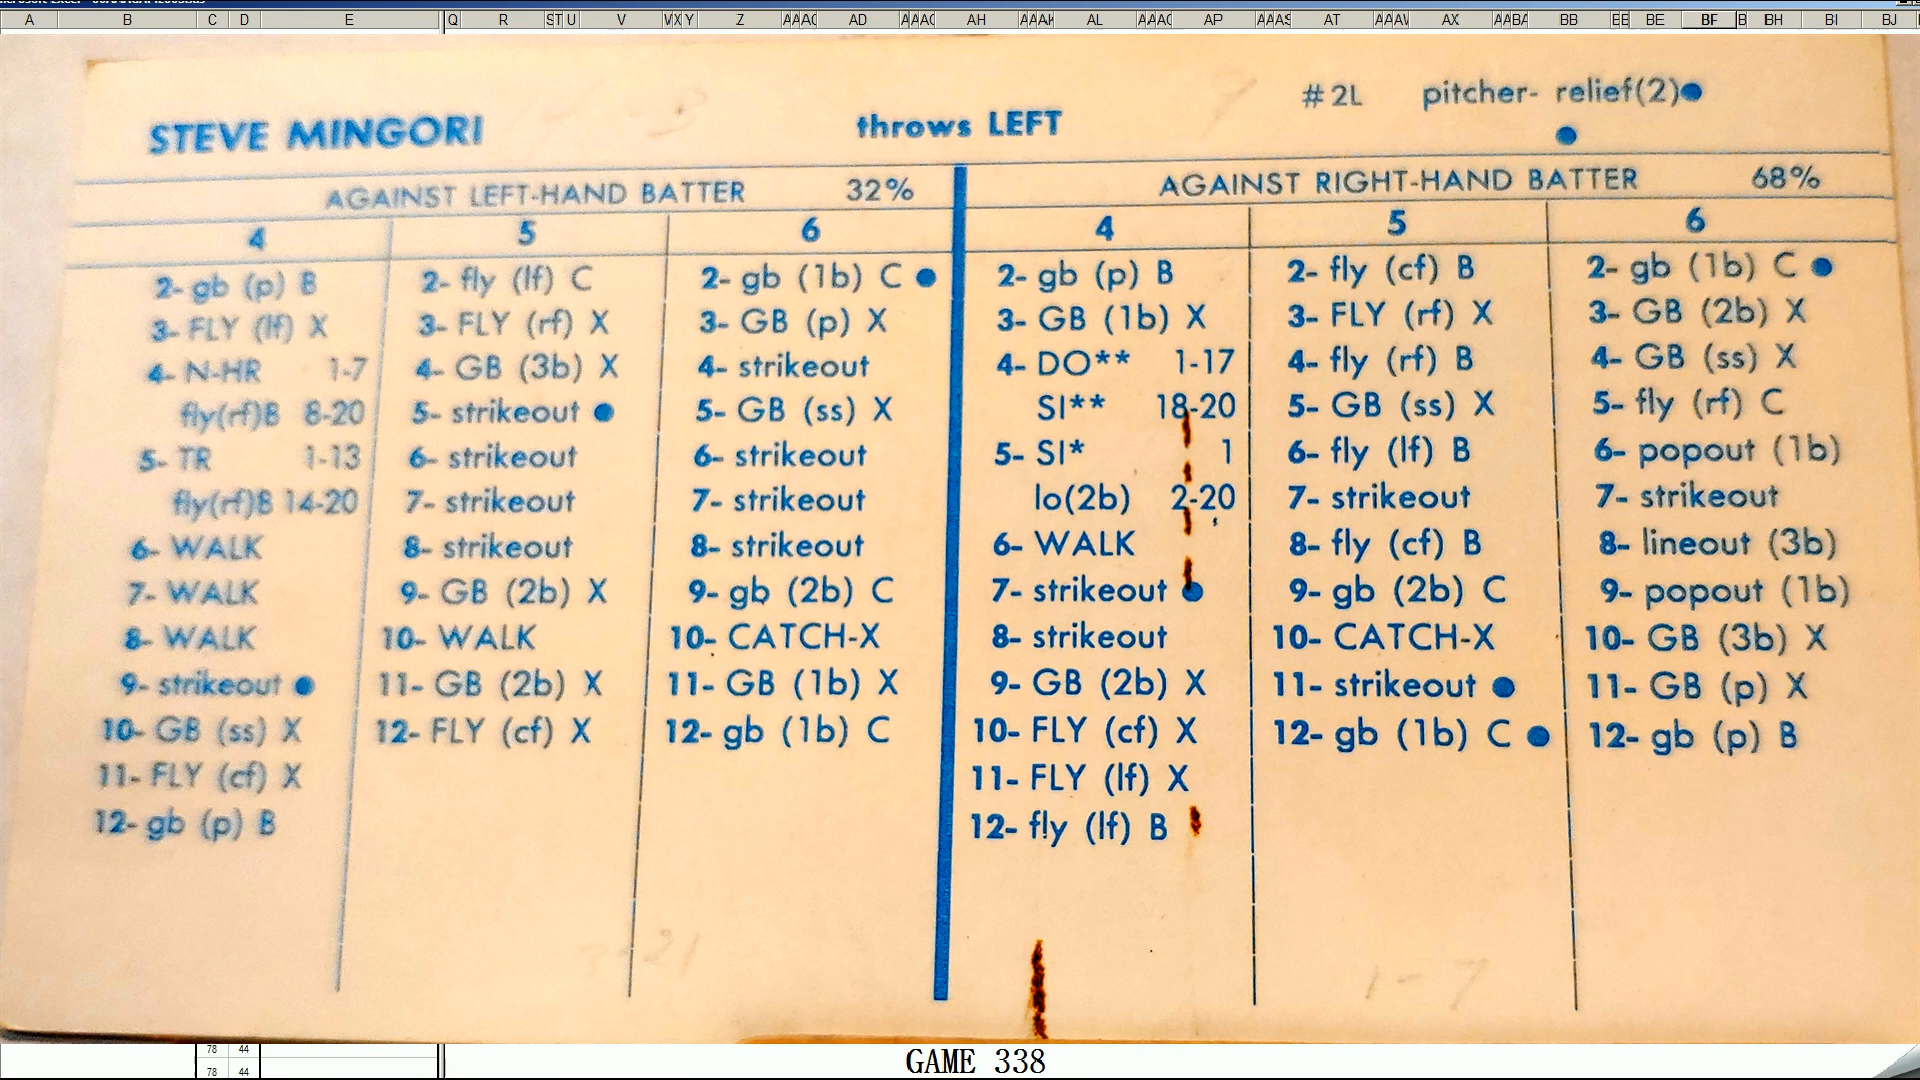 A B C D E Q R S T U V W X Y Z AA AD AH AL AP AT AX BA BB BE BF B BH BI BJ
# 2L pitcher- relief(2)●
STEVE MINGORI throws LEFT ●
AGAINST LEFT-HAND BATTER 32% AGAINST RIGHT-HAND BATTER 68%
4 5 6 4 5 6
2- gb (p) B 2- fly (lf) C 2- gb (1b) C ● 2- gb (p) B 2- fly (cf) B 2- gb (1b) C ●
3- FLY (lf) X 3- FLY (rf) X 3- GB (p) X 3- GB (1b) X 3- FLY (rf) X 3- GB (2b) X
4- N-HR 1-7 4- GB (3b) X 4- strikeout 4- DO** 1-17 4- fly (rf) B 4- GB (ss) X
fly(rf)B 8-20 5- strikeout ● 5- GB (ss) X SI** 18-20 5- GB (ss) X 5- fly (rf) C
5- TR 1-13 6- strikeout 6- strikeout 5- SI* 1 6- fly (lf) B 6- popout (1b)
fly(rf)B 14-20 7- strikeout 7- strikeout lo(2b) 2-20 7- strikeout 7- strikeout
6- WALK 8- strikeout 8- strikeout 6- WALK 8- fly (cf) B 8- lineout (3b)
7- WALK 9- GB (2b) X 9- gb (2b) C 7- strikeout ● 9- gb (2b) C 9- popout (1b)
8- WALK 10- WALK 10- CATCH-X 8- strikeout 10- CATCH-X 10- GB (3b) X
9- strikeout ● 11- GB (2b) X 11- GB (1b) X 9- GB (2b) X 11- strikeout ● 11- GB (p) X
10- GB (ss) X 12- FLY (cf) X 12- gb (1b) C 10- FLY (cf) X 12- gb (1b) C ● 12- gb (p) B
11- FLY (cf) X 11- FLY (lf) X
12- gb (p) B 12- fly (lf) B
1-7
78 44
GAME 338
78 44